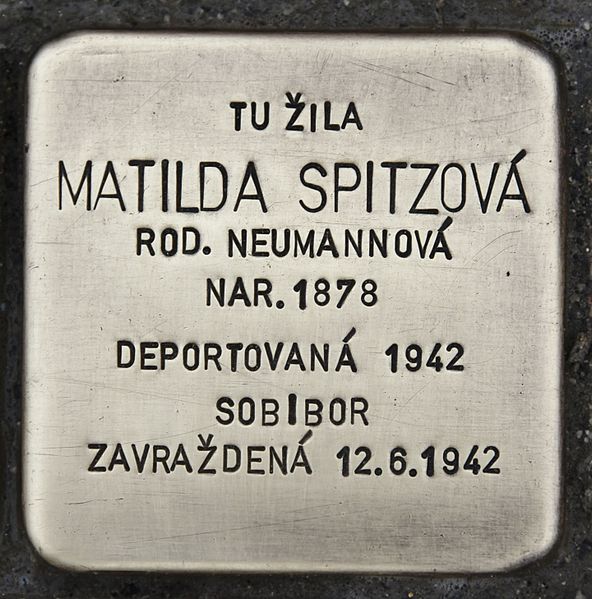 TU ŽILA
MATILDA SPITZOVÁ
ROD. NEUMANNOVÁ
NAR. 1878
DEPORTOVANÁ 1942
SOBIBOR
ZAVRAŽDENÁ 12.6.1942